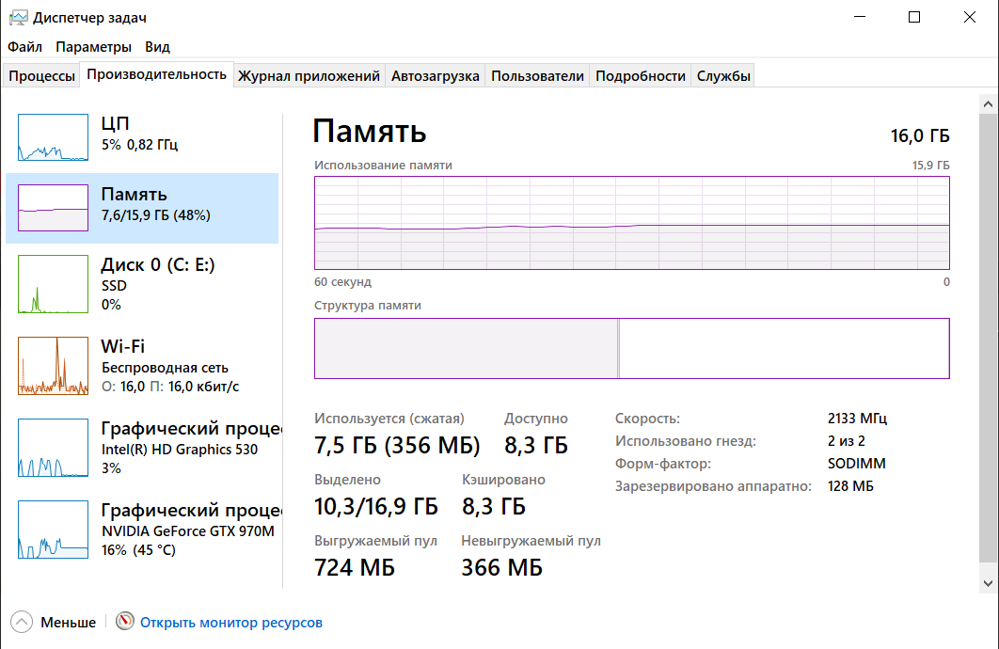 Диспетчер задач
Файл Параметры Вид
Процессы Производительность Журнал приложений Автозагрузка Пользователи Подробности Службы
ЦП
5% 0,82 ГГц
Память
7,6/15,9 ГБ (48%)
Диск 0 (C: E:)
SSD
0%
Wi-Fi
Беспроводная сеть
О: 16,0 П: 16,0 кбит/с
Графический проце
Intel(R) HD Graphics 530
3%
Графический проце
NVIDIA GeForce GTX 970M
16% (45 °C)
Память 16,0 ГБ
Использование памяти 15,9 ГБ
60 секунд 0
Структура памяти
Используется (сжатая) Доступно
7,5 ГБ (356 МБ) 8,3 ГБ
Выделено Кэшировано
10,3/16,9 ГБ 8,3 ГБ
Выгружаемый пул Невыгружаемый пул
724 МБ 366 МБ
Скорость: 2133 МГц
Использовано гнезд: 2 из 2
Форм-фактор: SODIMM
Зарезервировано аппаратно: 128 МБ
Меньше Открыть монитор ресурсов